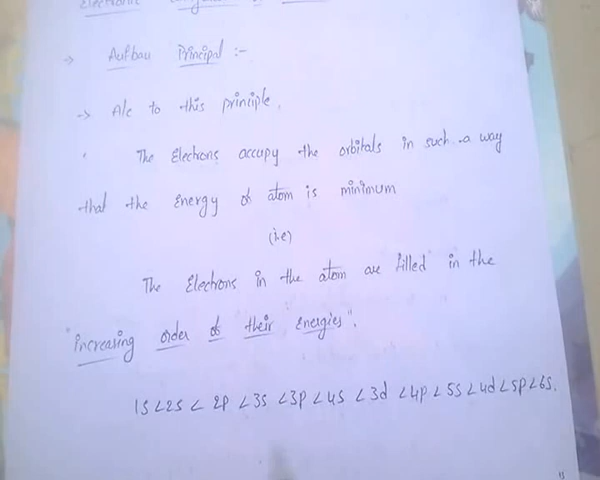 Electronic
→ Aufbau Principal :-
→ A/c to this principle.
The Electrons occupy the orbitals in such a way
that the Energy of atom is minimum
(i.e)
The Electrons in the atom are filled in the
"increasing order of their energies".
1S <2S < 2P <3S <3P <4S <3d <4P <5S <4d <5P <6S.